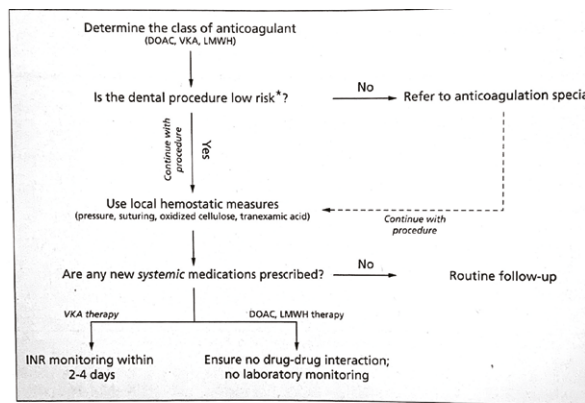 Determine the class of anticoagulant
(DOAC, VKA, LMWH)
Is the dental procedure low risk*?
No
Refer to anticoagulation specia
Continue with
procedure
Yes
Use local hemostatic measures
(pressure, suturing, oxidized cellulose, tranexamic acid)
Continue with
procedure
Are any new systemic medications prescribed?
No
Routine follow-up
VKA therapy
DOAC, LMWH therapy
INR monitoring within
2-4 days
Ensure no drug-drug interaction;
no laboratory monitoring